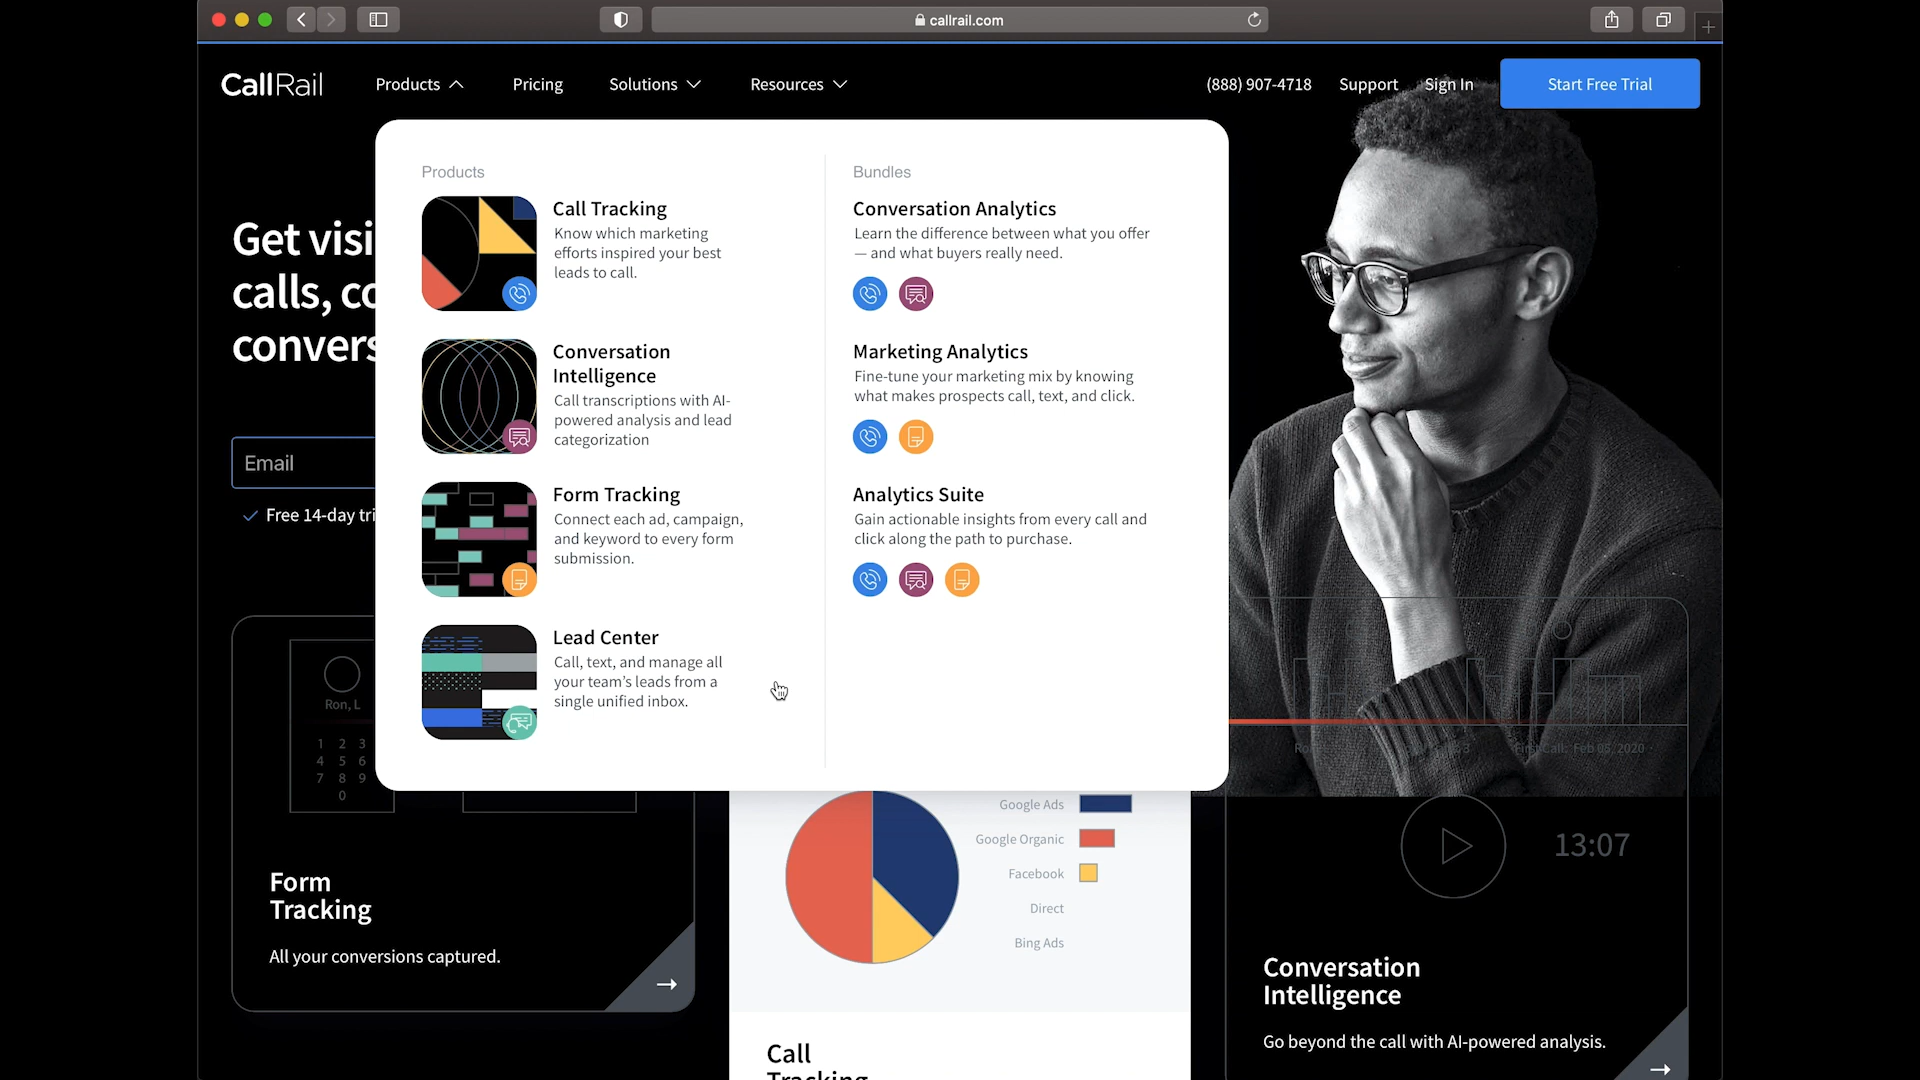 callrail.com
CallRail
Products
Pricing
Solutions
Resources
(888) 907-4718
Support
Sign In
Start Free Trial
Get visi
calls, co
convers
Email
Free 14-day tri
Products
Call Tracking
Know which marketing
efforts inspired your best
leads to call.
Conversation
Intelligence
Call transcriptions with AI-
powered analysis and lead
categorization
Form Tracking
Connect each ad, campaign,
and keyword to every form
submission.
Lead Center
Call, text, and manage all
your team's leads from a
single unified inbox.
Bundles
Conversation Analytics
Learn the difference between what you offer
— and what buyers really need.
Marketing Analytics
Fine-tune your marketing mix by knowing
what makes prospects call, text, and click.
Analytics Suite
Gain actionable insights from every call and
click along the path to purchase.
Ron, L
1 2 3
4 5 6
7 8 9
0
Form
Tracking
All your conversions captured.
Google Ads
Google Organic
Facebook
Direct
Bing Ads
Call
Tracking
First Call: Feb 05, 2020
13:07
Conversation
Intelligence
Go beyond the call with AI-powered analysis.